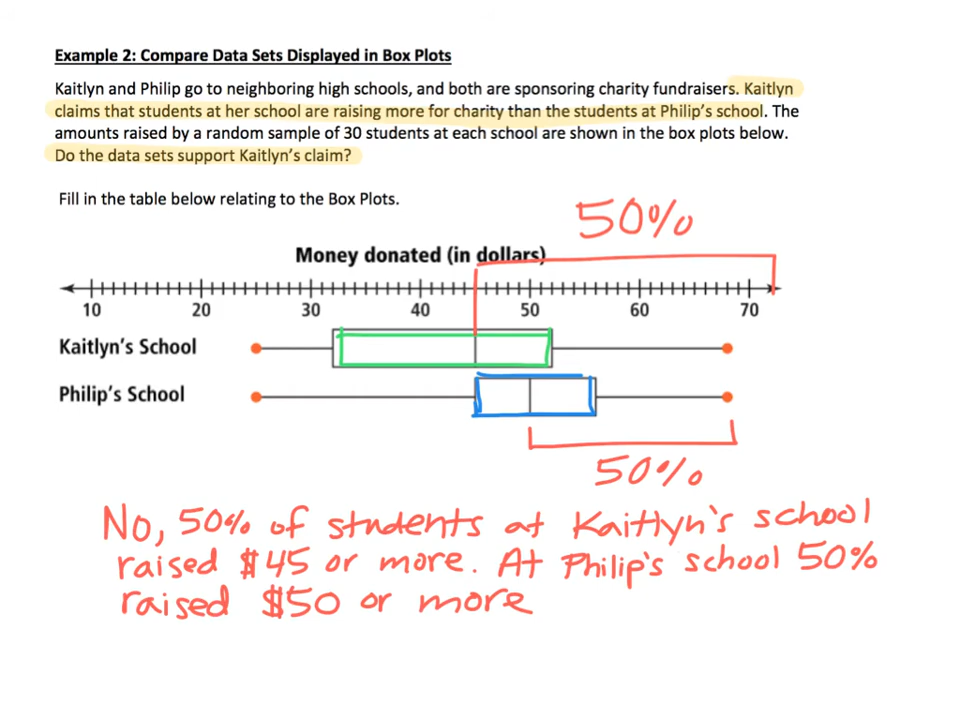 Example 2: Compare Data Sets Displayed in Box Plots
Kaitlyn and Philip go to neighboring high schools, and both are sponsoring charity fundraisers. Kaitlyn
claims that students at her school are raising more for charity than the students at Philip's school. The
amounts raised by a random sample of 30 students at each school are shown in the box plots below.
Do the data sets support Kaitlyn's claim?
Fill in the table below relating to the Box Plots.
50%
Money donated (in dollars)
10 20 30 40 50 60 70
Kaitlyn's School
Philip's School
50%
No, 50% of students at Kaitlyn's school
raised $45 or more. At Philip's school 50%
raised $50 or more